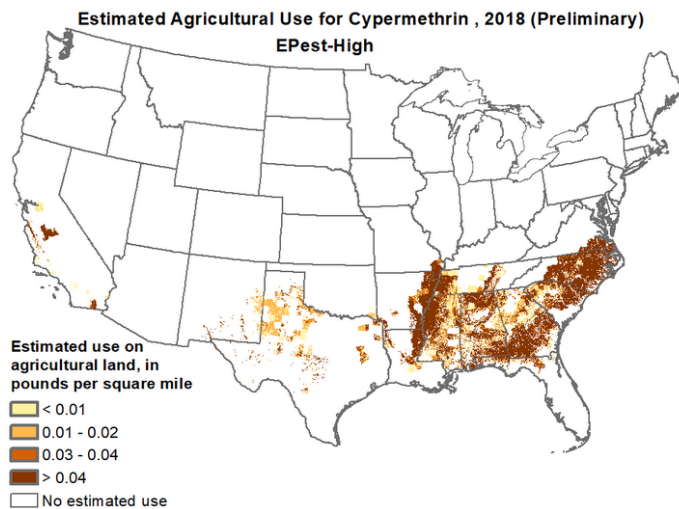 Estimated Agricultural Use for Cypermethrin , 2018 (Preliminary)
EPest-High
Estimated use on
agricultural land, in
pounds per square mile
< 0.01
0.01 - 0.02
0.03 - 0.04
> 0.04
No estimated use